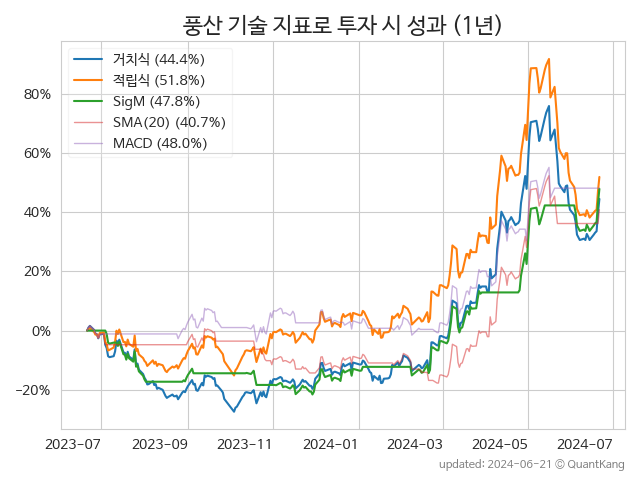 풍산 기술 지표로 투자 시 성과 (1년)
거치식 (44.4%)
적립식 (51.8%)
SigM (47.8%)
SMA(20) (40.7%)
MACD (48.0%)
80%
60%
40%
20%
0%
−20%
2023-07 2023-09 2023-11 2024-01 2024-03 2024-05 2024-07
updated: 2024-06-21 © QuantKang